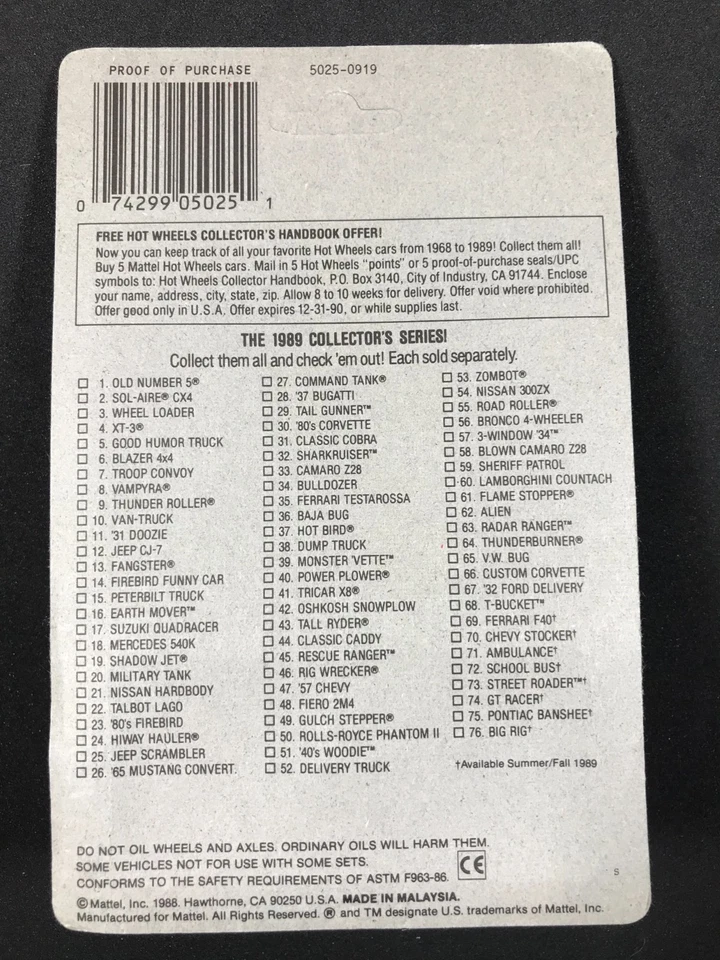 PROOF OF PURCHASE 5025-0919
0 74299 05025 1
FREE HOT WHEELS COLLECTOR'S HANDBOOK OFFER!
Now you can keep track of all your favorite Hot Wheels cars from 1968 to 1989! Collect them all!
Buy 5 Mattel Hot Wheels cars. Mail in 5 Hot Wheels "points" or 5 proof-of-purchase seals/UPC
symbols to: Hot Wheels Collector Handbook, P.O. Box 3140, City of Industry, CA 91744. Enclose
your name, address, city, state, zip. Allow 8 to 10 weeks for delivery. Offer void where prohibited.
Offer good only in U.S.A. Offer expires 12-31-90, or while supplies last.
THE 1989 COLLECTOR'S SERIES!
Collect them all and check 'em out! Each sold separately.
☐ 1. OLD NUMBER 5®
☐ 2. SOL-AIRE® CX4
☐ 3. WHEEL LOADER
☐ 4. XT-3®
☐ 5. GOOD HUMOR TRUCK
☐ 6. BLAZER 4x4
☐ 7. TROOP CONVOY
☐ 8. VAMPYRA®
☐ 9. THUNDER ROLLER®
☐ 10. VAN-TRUCK
☐ 11. '31 DOOZIE
☐ 12. JEEP CJ-7
☐ 13. FANGSTER®
☐ 14. FIREBIRD FUNNY CAR
☐ 15. PETERBILT TRUCK
☐ 16. EARTH MOVER™
☐ 17. SUZUKI QUADRACER
☐ 18. MERCEDES 540K
☐ 19. SHADOW JET®
☐ 20. MILITARY TANK
☐ 21. NISSAN HARDBODY
☐ 22. TALBOT LAGO
☐ 23. '80's FIREBIRD
☐ 24. HIWAY HAULER®
☐ 25. JEEP SCRAMBLER
☐ 26. '65 MUSTANG CONVERT.
☐ 27. COMMAND TANK®
☐ 28. '37 BUGATTI
☐ 29. TAIL GUNNER™
☐ 30. '80's CORVETTE
☐ 31. CLASSIC COBRA
☐ 32. SHARKRUISER™
☐ 33. CAMARO Z28
☐ 34. BULLDOZER
☐ 35. FERRARI TESTAROSSA
☐ 36. BAJA BUG
☐ 37. HOT BIRD®
☐ 38. DUMP TRUCK
☐ 39. MONSTER 'VETTE™
☐ 40. POWER PLOWER®
☐ 41. TRICAR X8®
☐ 42. OSHKOSH SNOWPLOW
☐ 43. TALL RYDER®
☐ 44. CLASSIC CADDY
☐ 45. RESCUE RANGER™
☐ 46. RIG WRECKER®
☐ 47. '57 CHEVY
☐ 48. FIERO 2M4
☐ 49. GULCH STEPPER®
☐ 50. ROLLS-ROYCE PHANTOM II
☐ 51. '40's WOODIE™
☐ 52. DELIVERY TRUCK
☐ 53. ZOMBOT®
☐ 54. NISSAN 300ZX
☐ 55. ROAD ROLLER®
☐ 56. BRONCO 4-WHEELER
☐ 57. 3-WINDOW '34™
☐ 58. BLOWN CAMARO Z28
☐ 59. SHERIFF PATROL
☐ 60. LAMBORGHINI COUNTACH
☐ 61. FLAME STOPPER®
☐ 62. ALIEN
☐ 63. RADAR RANGER™
☐ 64. THUNDERBURNER®
☐ 65. V.W. BUG
☐ 66. CUSTOM CORVETTE
☐ 67. '32 FORD DELIVERY
☐ 68. T-BUCKET™
☐ 69. FERRARI F40†
☐ 70. CHEVY STOCKER†
☐ 71. AMBULANCE†
☐ 72. SCHOOL BUS†
☐ 73. STREET ROADER™†
☐ 74. GT RACER†
☐ 75. PONTIAC BANSHEE†
☐ 76. BIG RIG†
†Available Summer/Fall 1989
DO NOT OIL WHEELS AND AXLES. ORDINARY OILS WILL HARM THEM.
SOME VEHICLES NOT FOR USE WITH SOME SETS.
CONFORMS TO THE SAFETY REQUIREMENTS OF ASTM F963-86. CE
S
©Mattel, Inc. 1988. Hawthorne, CA 90250 U.S.A. MADE IN MALAYSIA.
Manufactured for Mattel. All Rights Reserved. ® and TM designate U.S. trademarks of Mattel, Inc.